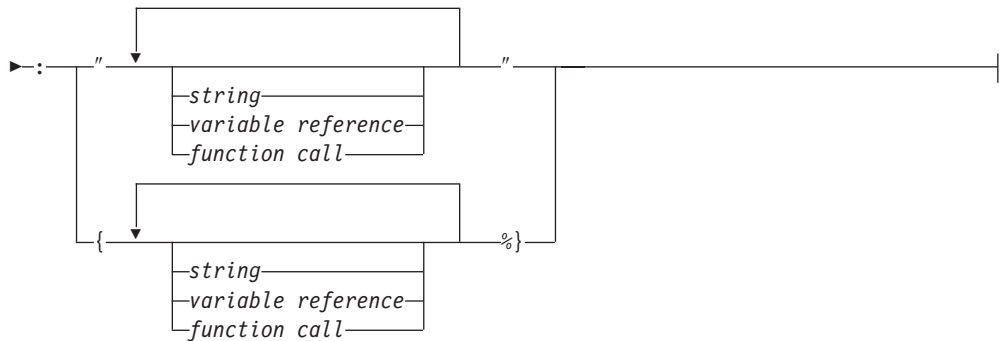 : " "
string
variable reference
function call
{ %}
string
variable reference
function call